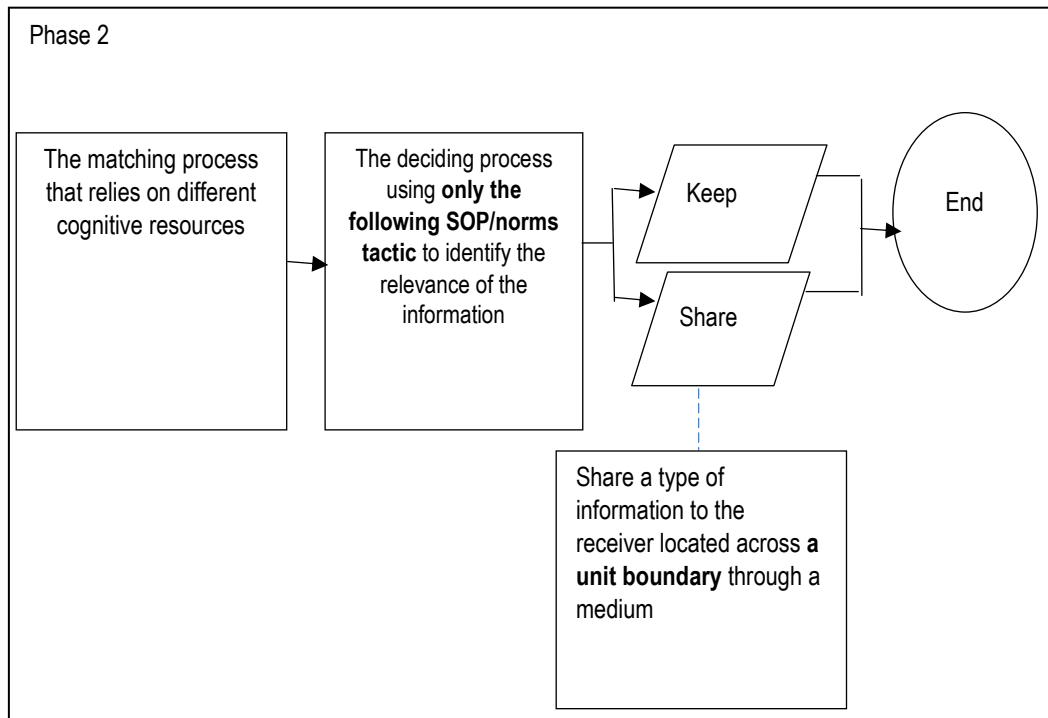 Phase 2
The matching process
that relies on different
cognitive resources
The deciding process
using only the
following SOP/norms
tactic to identify the
relevance of the
information
Keep
Share
End
Share a type of
information to the
receiver located across a
unit boundary through a
medium